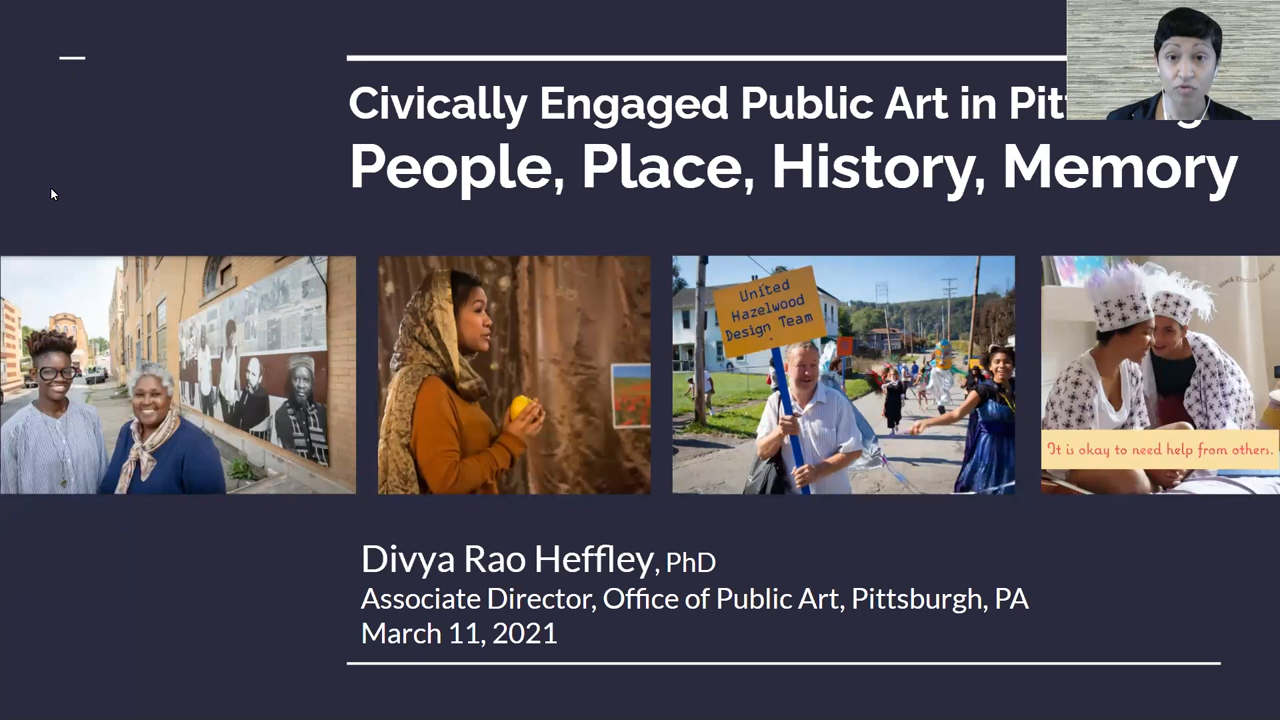 Civically Engaged Public Art in Pit
People, Place, History, Memory
United
Hazelwood
Design Team
It is okay to need help from others.
Divya Rao Heffley, PhD
Associate Director, Office of Public Art, Pittsburgh, PA
March 11, 2021